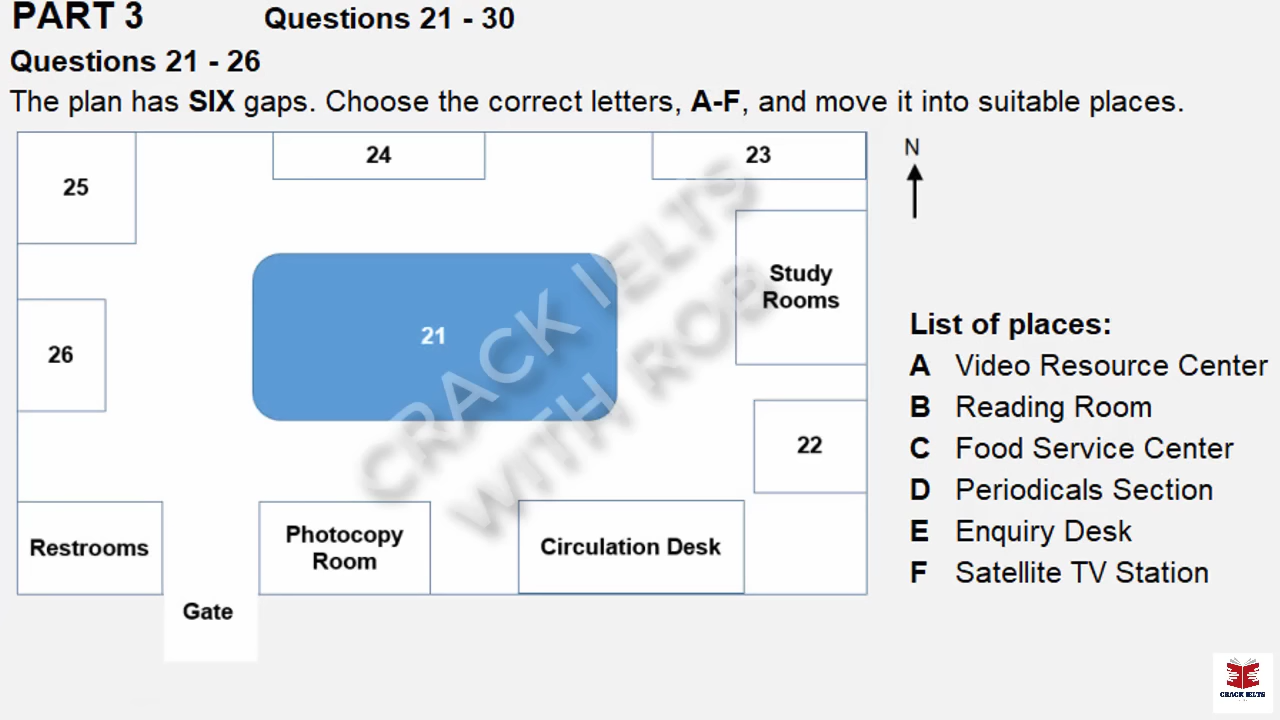 PART 3 Questions 21 - 30
Questions 21 - 26
The plan has SIX gaps. Choose the correct letters, A-F, and move it into suitable places.
25
24
23
N
26
21
Study
Rooms
22
Restrooms
Photocopy
Room
Circulation Desk
Gate
CRACK IELTS
WITH ROB
List of places:
A Video Resource Center
B Reading Room
C Food Service Center
D Periodicals Section
E Enquiry Desk
F Satellite TV Station
CRACK IELTS